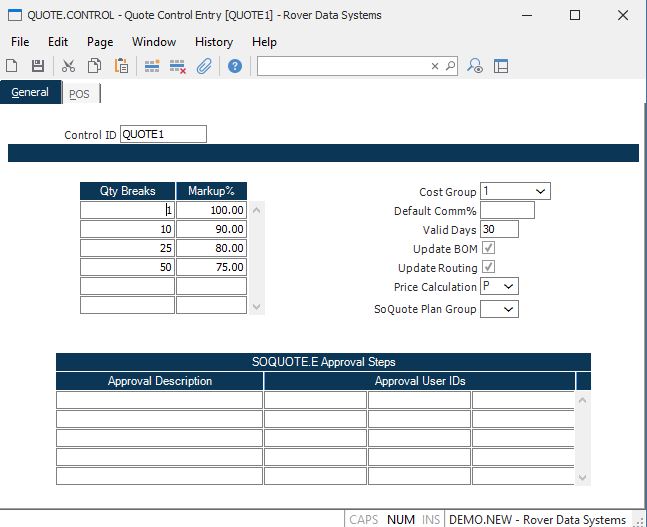 QUOTE.CONTROL - Quote Control Entry [QUOTE1] - Rover Data Systems
File Edit Page Window History Help
General POS
Control ID QUOTE1
Qty Breaks Markup%
1 100.00
10 90.00
25 80.00
50 75.00
Cost Group 1
Default Comm%
Valid Days 30
Update BOM
Update Routing
Price Calculation P
SoQuote Plan Group
SOQUOTE.E Approval Steps
Approval Description Approval User IDs
CAPS NUM INS DEMO.NEW - Rover Data Systems